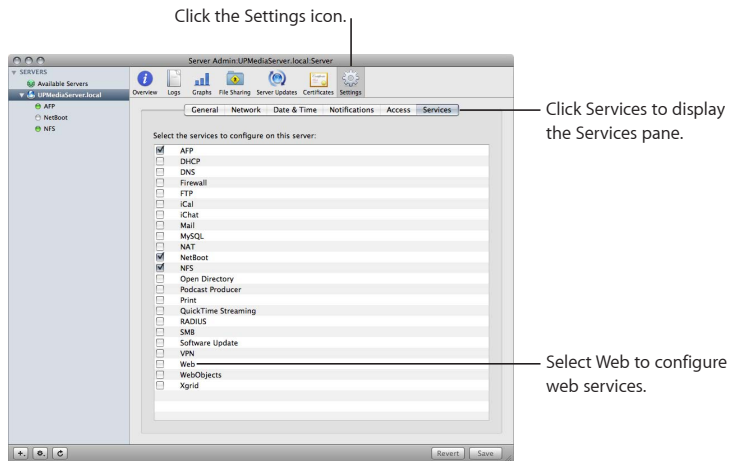 Click the Settings icon.
Server Admin:UPMediaServer.local:Server
SERVERS
Available Servers
UPMediaServer.local
AFP
NetBoot
NFS
Overview Logs Graphs File Sharing Server Updates Certificates Settings
General Network Date & Time Notifications Access Services
Click Services to display
the Services pane.
Select the services to configure on this server:
AFP
DHCP
DNS
Firewall
FTP
iCal
iChat
Mail
MySQL
NAT
NetBoot
NFS
Open Directory
Podcast Producer
Print
QuickTime Streaming
RADIUS
SMB
Software Update
VPN
Web
WebObjects
Xgrid
Select Web to configure
web services.
Revert Save